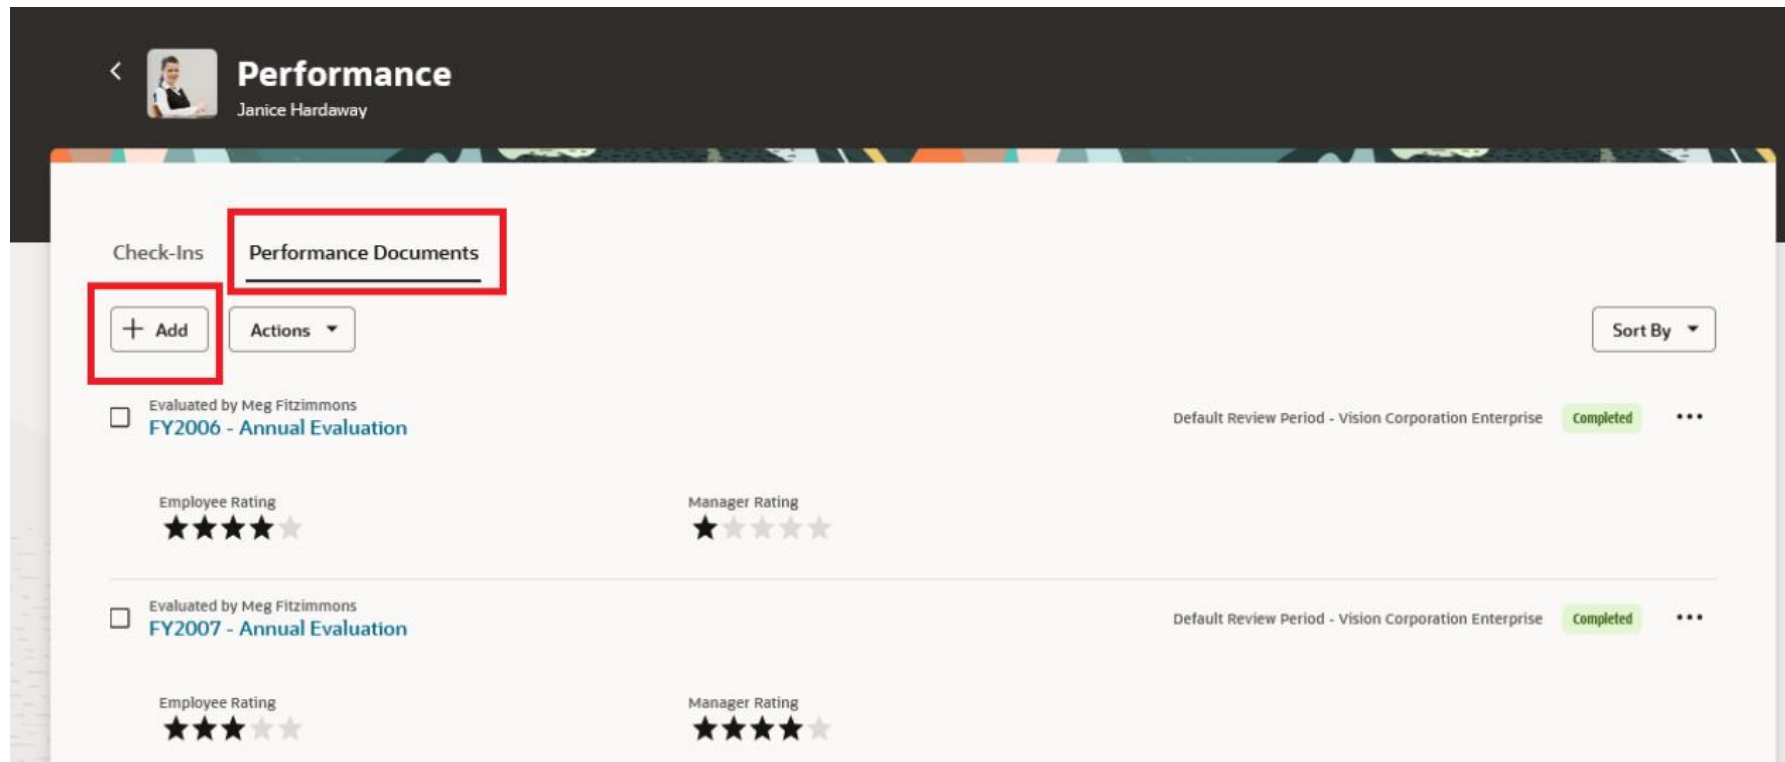 Performance
Janice Hardaway
Check-Ins Performance Documents
+ Add Actions Sort By
Evaluated by Meg Fitzimmons
FY2006 - Annual Evaluation Default Review Period - Vision Corporation Enterprise Completed
Employee Rating Manager Rating
Evaluated by Meg Fitzimmons
FY2007 - Annual Evaluation Default Review Period - Vision Corporation Enterprise Completed
Employee Rating Manager Rating